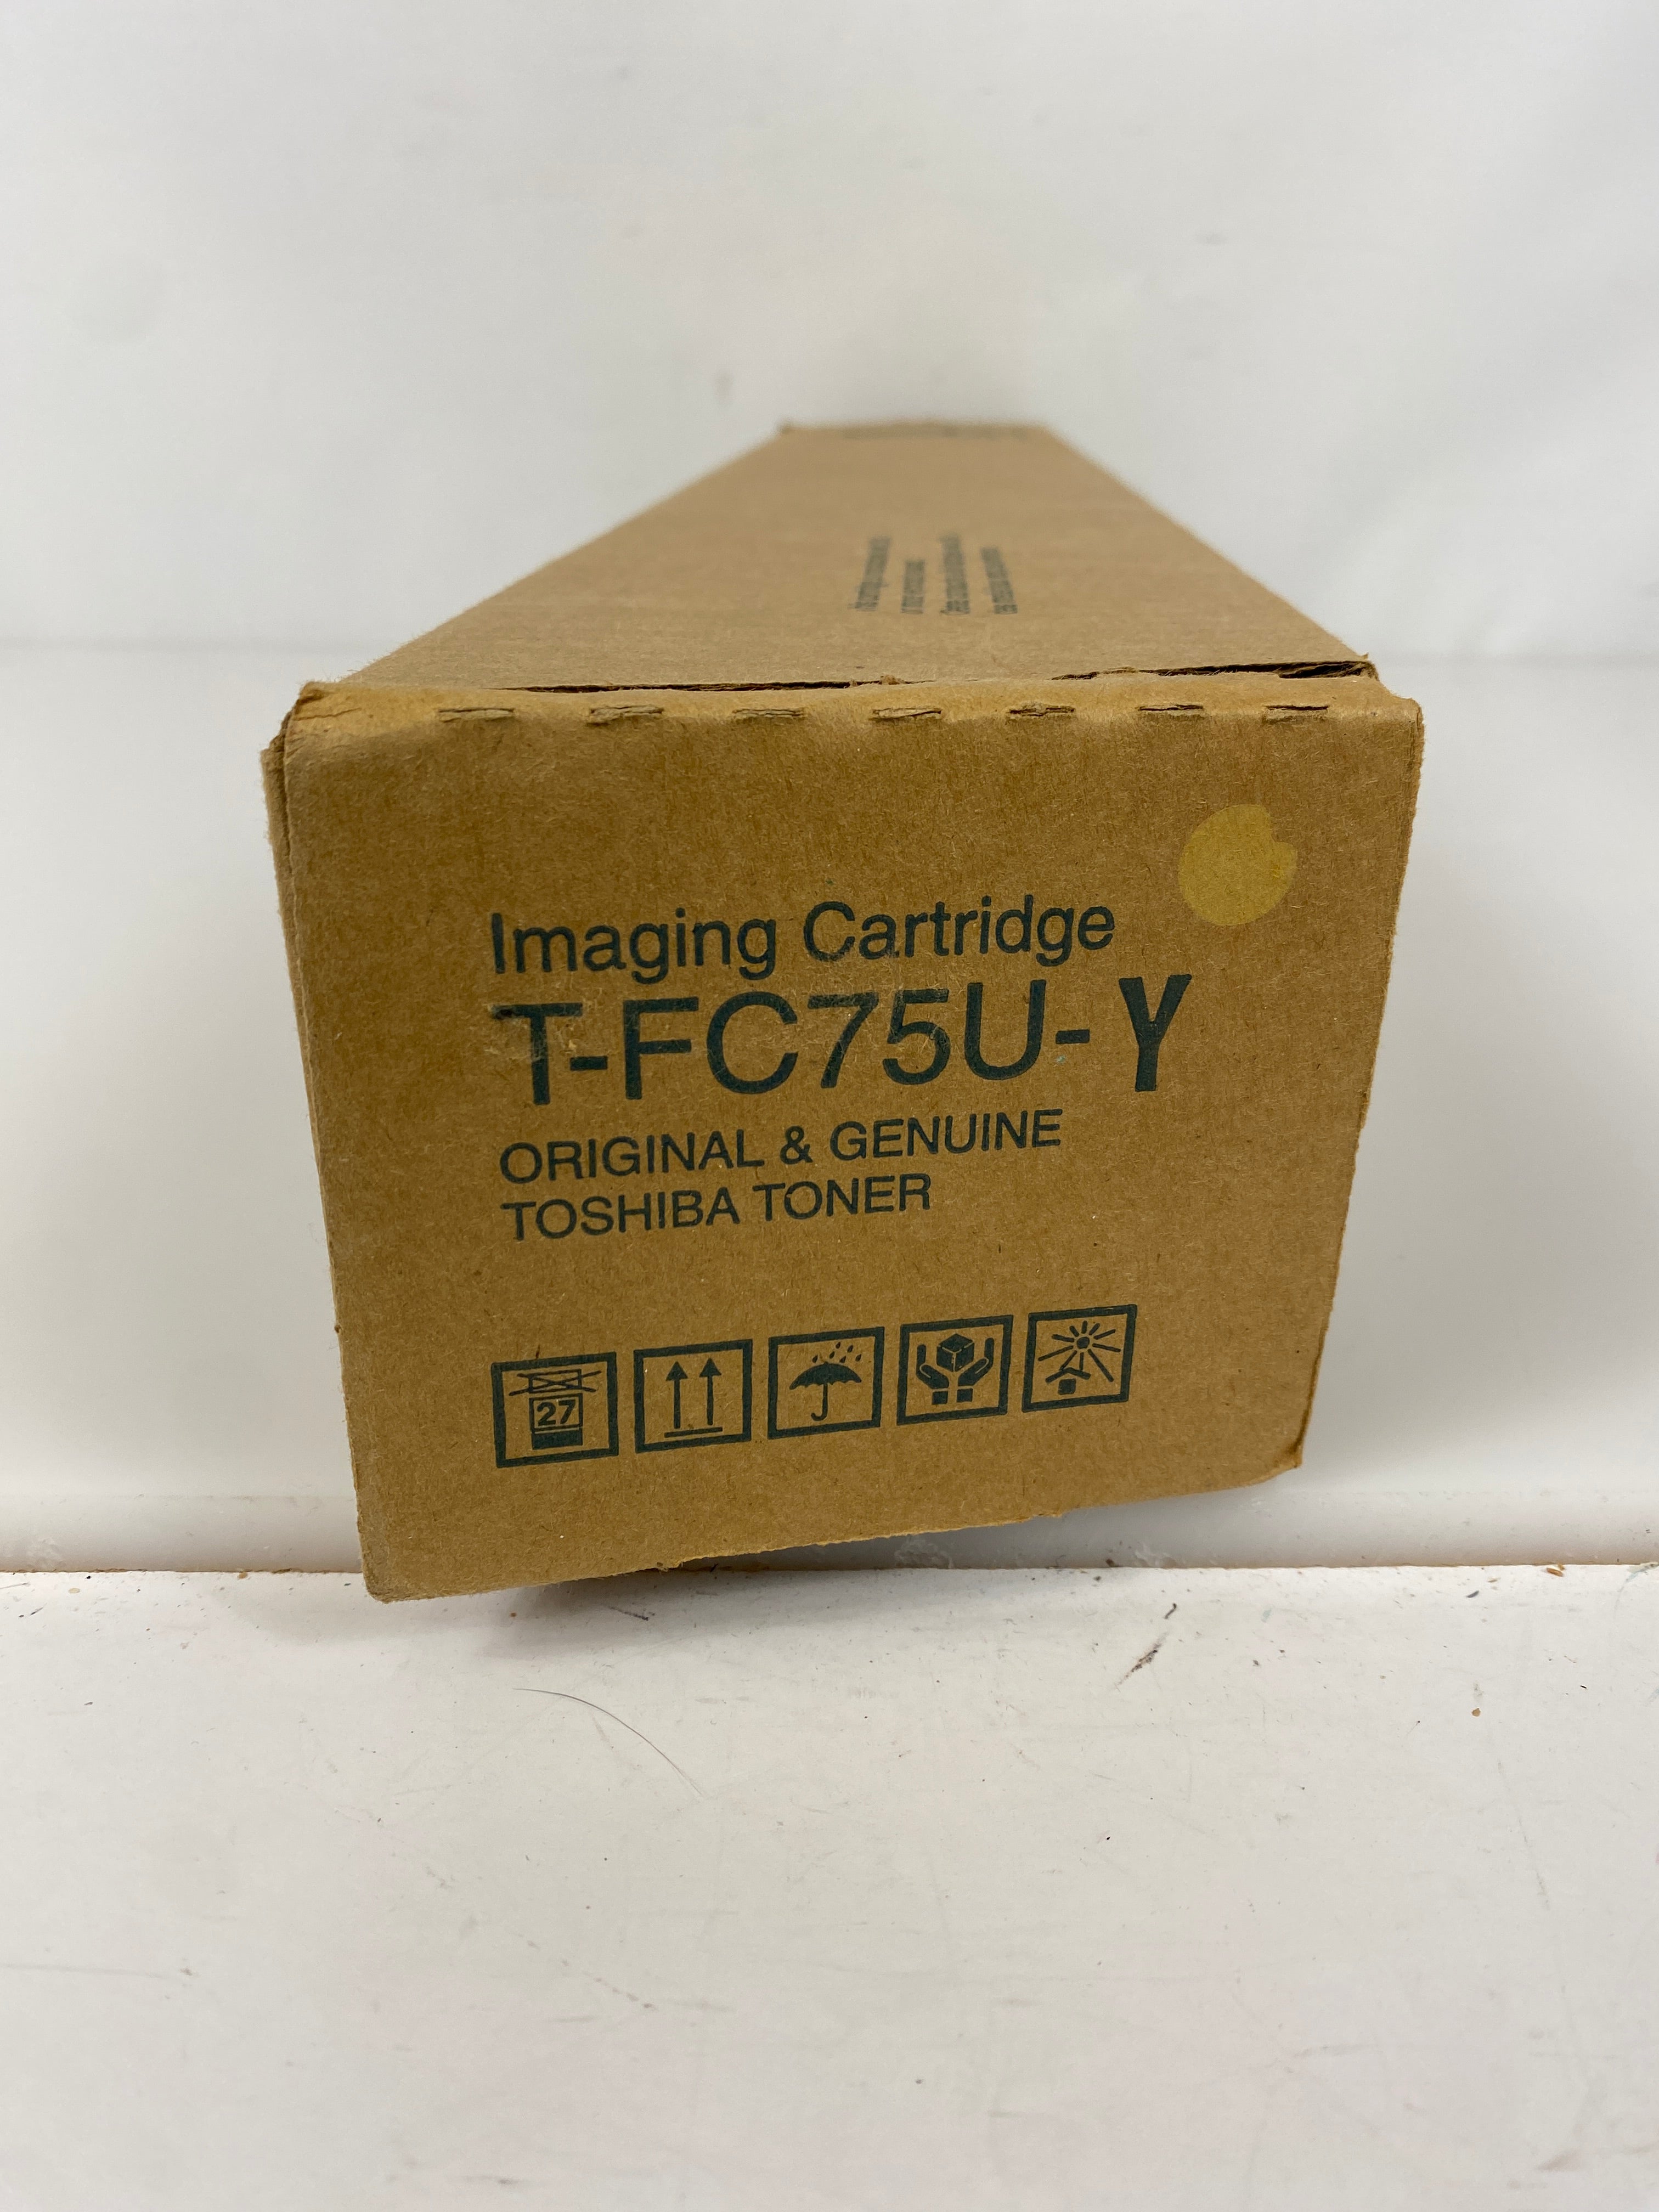 Imaging Cartridge
T-FC75U-Y
ORIGINAL & GENUINE
TOSHIBA TONER
27